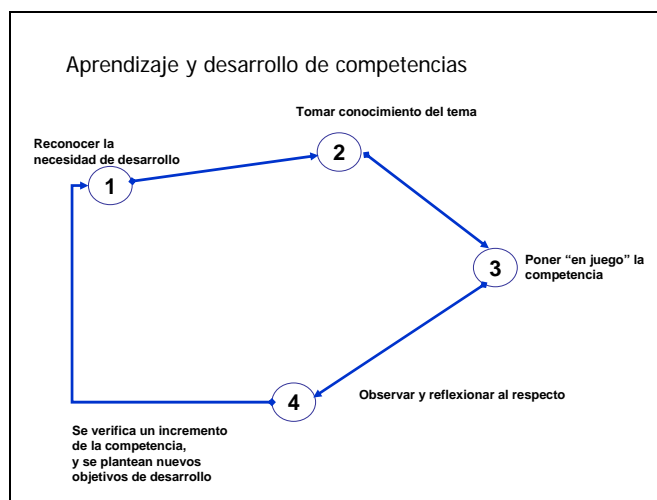 Aprendizaje y desarrollo de competencias
Tomar conocimiento del tema
Reconocer la
necesidad de desarrollo
2
1
3
Poner “en juego” la
competencia
4
Observar y reflexionar al respecto
Se verifica un incremento
de la competencia,
y se plantean nuevos
objetivos de desarrollo